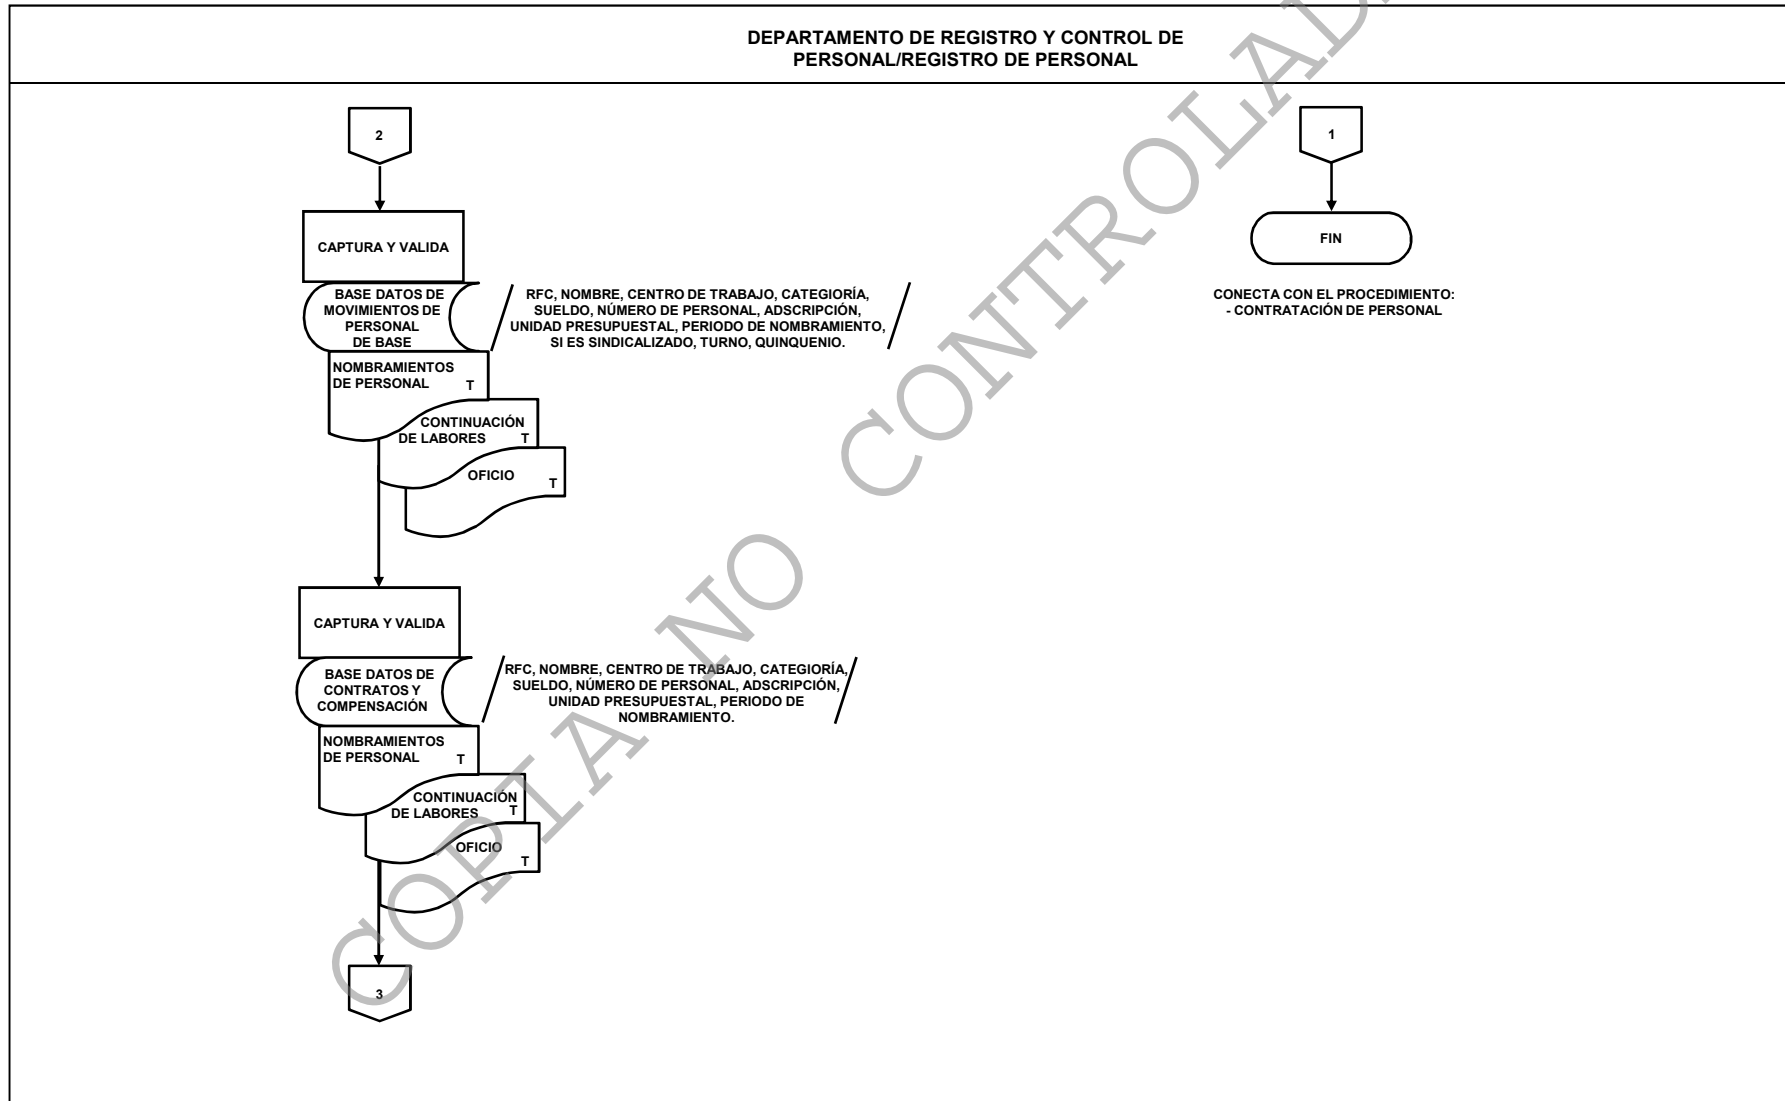 DEPARTAMENTO DE REGISTRO Y CONTROL DE
PERSONAL/REGISTRO DE PERSONAL
2
CAPTURA Y VALIDA
BASE DATOS DE
MOVIMIENTOS DE
PERSONAL
DE BASE
RFC, NOMBRE, CENTRO DE TRABAJO, CATEGIORÍA,
SUELDO, NÚMERO DE PERSONAL, ADSCRIPCIÓN,
UNIDAD PRESUPUESTAL, PERIODO DE NOMBRAMIENTO,
SI ES SINDICALIZADO, TURNO, QUINQUENIO.
NOMBRAMIENTOS
DE PERSONAL T
CONTINUACIÓN
DE LABORES T
OFICIO
T
CAPTURA Y VALIDA
BASE DATOS DE
CONTRATOS Y
COMPENSACIÓN
RFC, NOMBRE, CENTRO DE TRABAJO, CATEGIORÍA,
SUELDO, NÚMERO DE PERSONAL, ADSCRIPCIÓN,
UNIDAD PRESUPUESTAL, PERIODO DE
NOMBRAMIENTO.
NOMBRAMIENTOS
DE PERSONAL T
CONTINUACIÓN
DE LABORES T
OFICIO
T
3
1
FIN
CONECTA CON EL PROCEDIMIENTO:
- CONTRATACIÓN DE PERSONAL
COPIA NO CONTROLAD